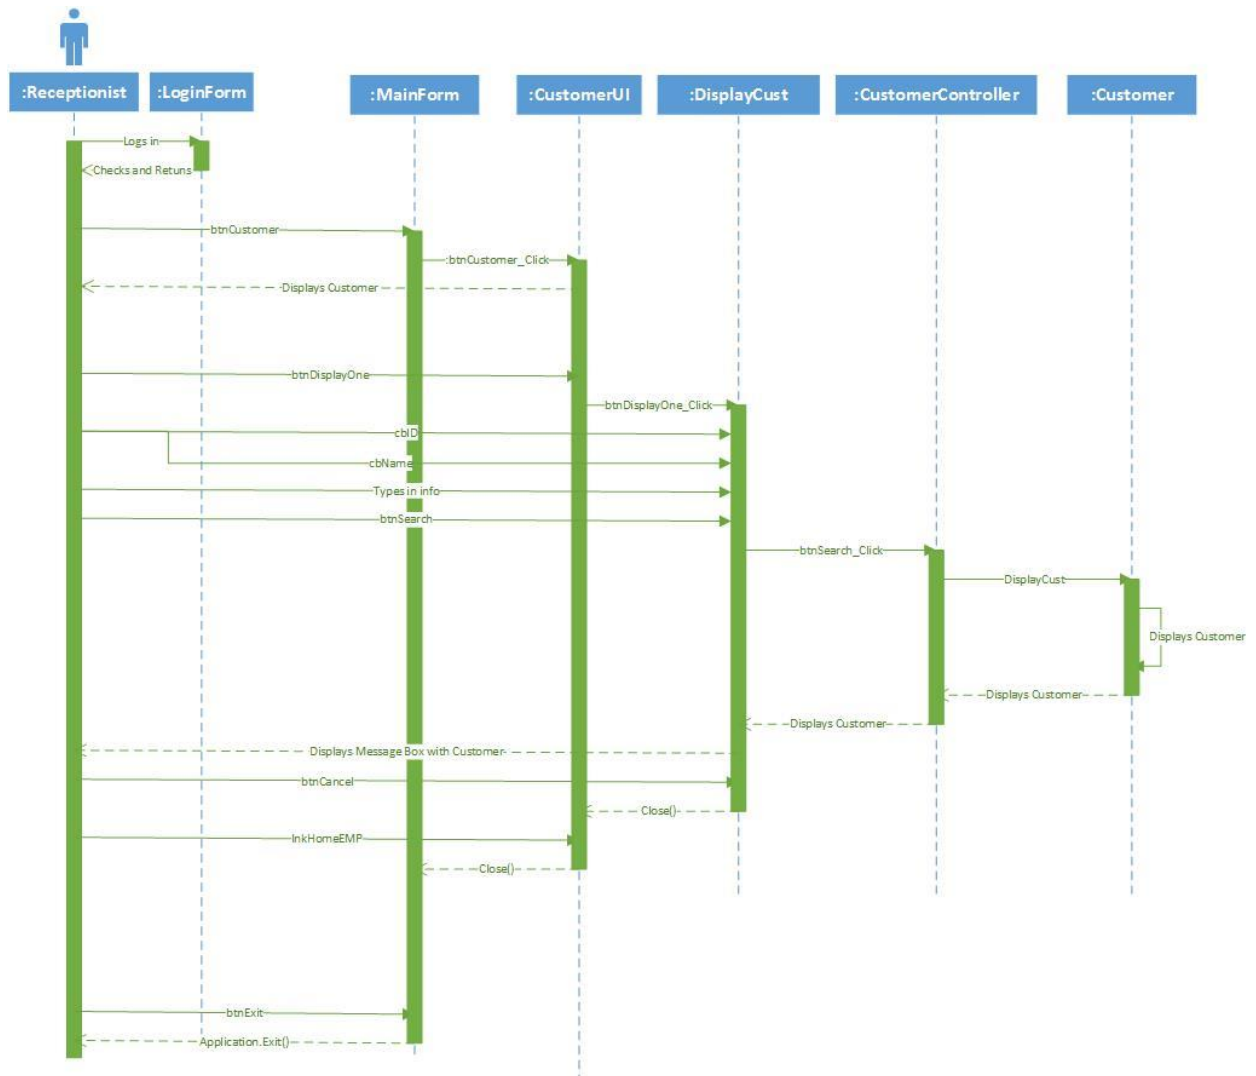 :Receptionist
:LoginForm
:MainForm
:CustomerUI
:DisplayCust
:CustomerController
:Customer
Logs in
Checks and Retuns
btnCustomer
:btnCustomer_Click
Displays Customer
btnDisplayOne
btnDisplayOne_Click
cbID
cbName
Types in info
btnSearch
btnSearch_Click
DisplayCust
Displays Customer
Displays Customer
Displays Customer
Displays Message Box with Customer
btnCancel
Close()
lnkHomeEMP
Close()
btnExit
Application.Exit()